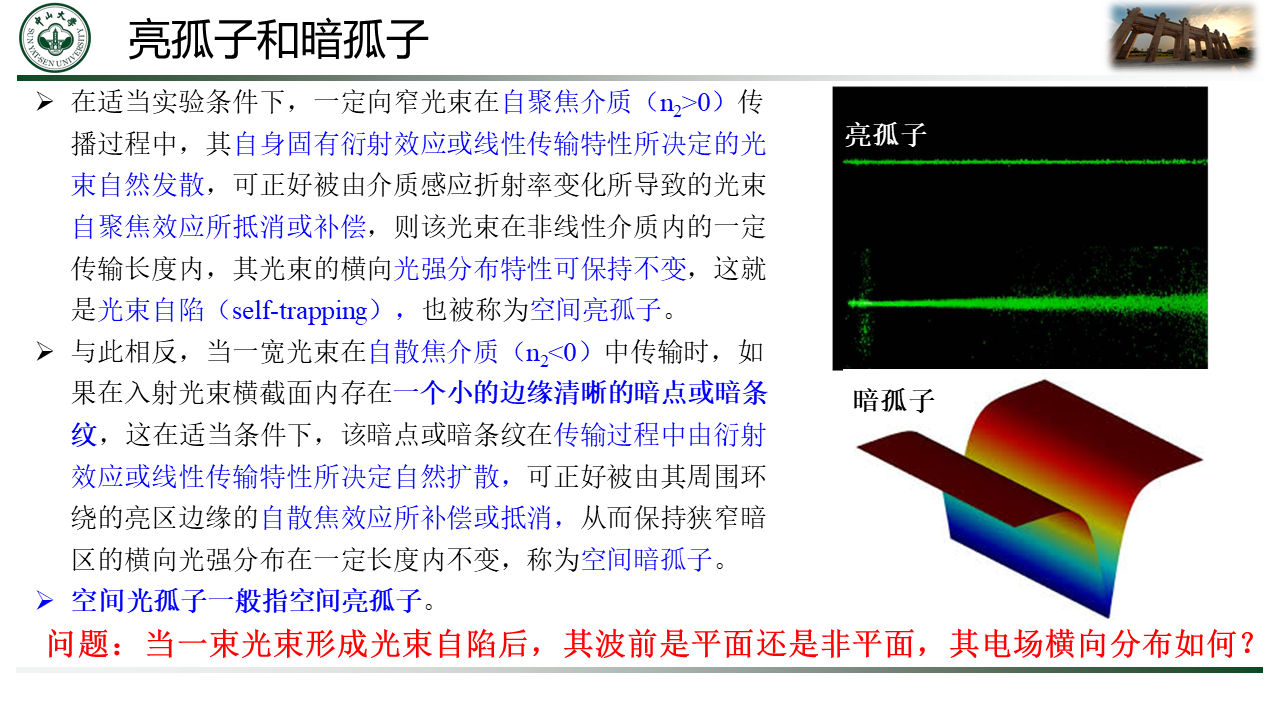 中山大学
SUN YAT-SEN UNIVERSITY
亮孤子和暗孤子
➢ 在适当实验条件下，一定向窄光束在自聚焦介质（n₂>0）传
播过程中，其自身固有衍射效应或线性传输特性所决定的光
束自然发散，可正好被由介质感应折射率变化所导致的光束
自聚焦效应所抵消或补偿，则该光束在非线性介质内的一定
传输长度内，其光束的横向光强分布特性可保持不变，这就
是光束自陷（self-trapping），也被称为空间亮孤子。
➢ 与此相反，当一宽光束在自散焦介质（n₂<0）中传输时，如
果在入射光束横截面内存在一个小的边缘清晰的暗点或暗条
纹，这在适当条件下，该暗点或暗条纹在传输过程中由衍射
效应或线性传输特性所决定自然扩散，可正好被由其周围环
绕的亮区边缘的自散焦效应所补偿或抵消，从而保持狭窄暗
区的横向光强分布在一定长度内不变，称为空间暗孤子。
➢ 空间光孤子一般指空间亮孤子。
亮孤子
暗孤子
问题：当一束光束形成光束自陷后，其波前是平面还是非平面，其电场横向分布如何？